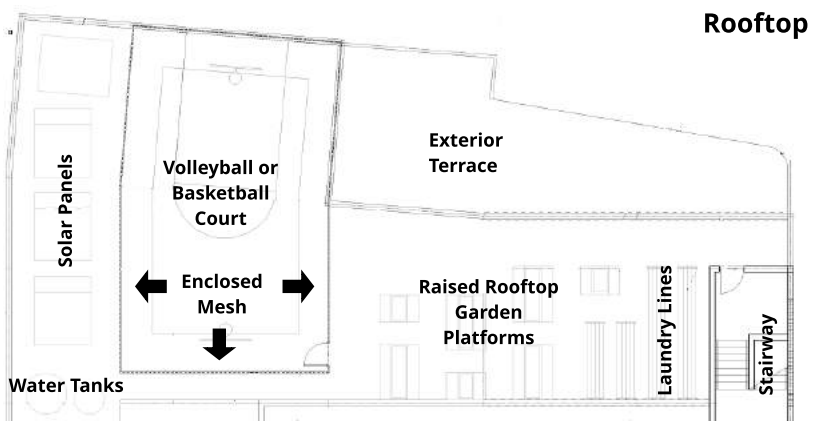 Rooftop
Exterior
Terrace
Volleyball or
Basketball
Court
Solar Panels
Enclosed
Mesh
Raised Rooftop
Garden
Platforms
Laundry Lines
Stairway
Water Tanks